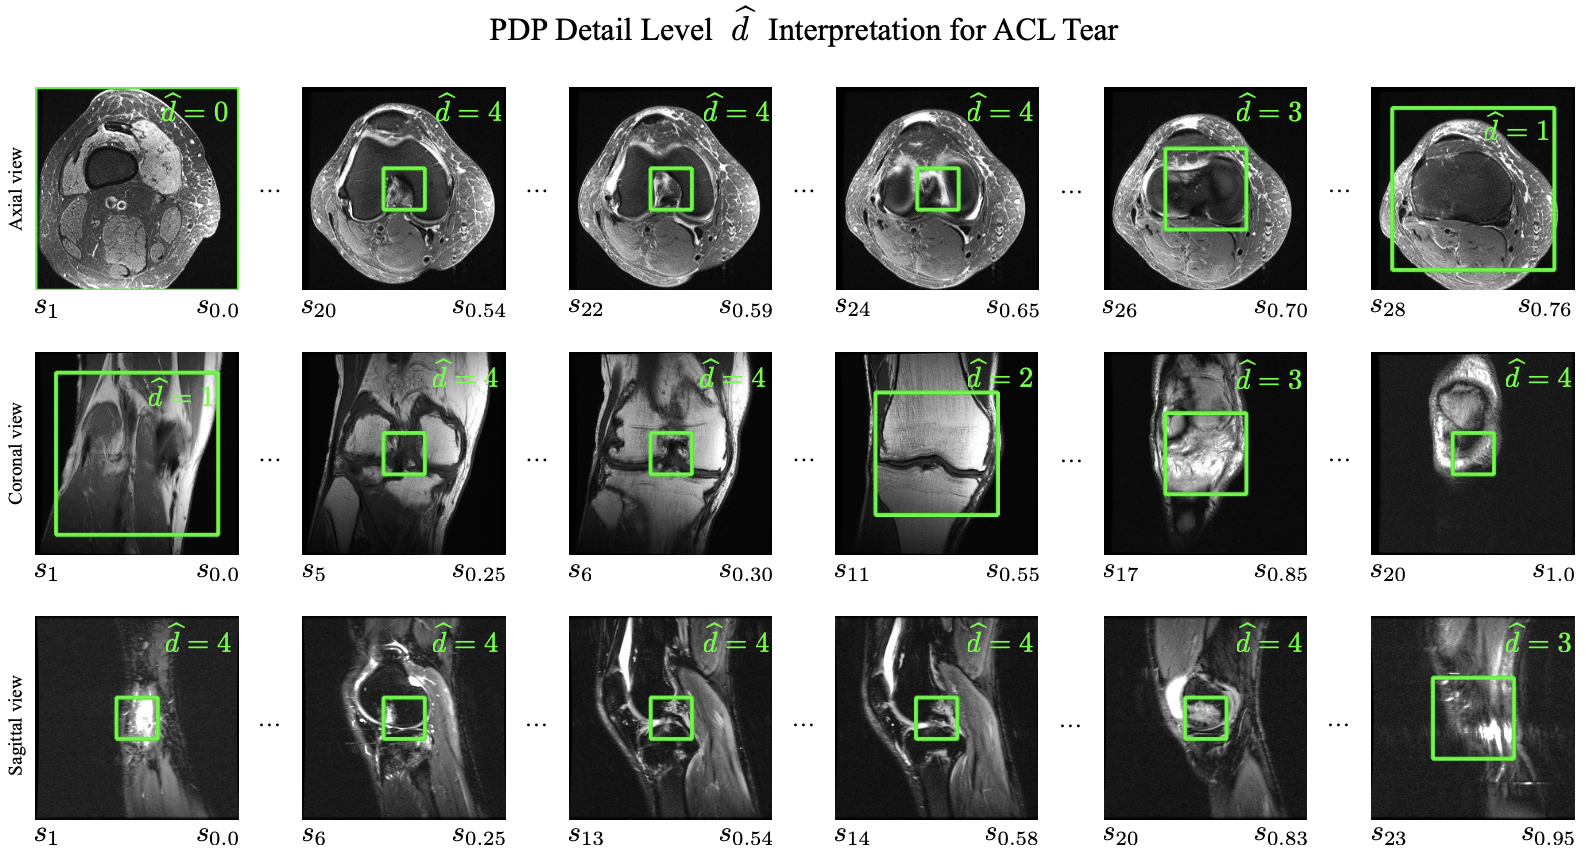 PDP Detail Level d̂ Interpretation for ACL Tear
Axial view
d̂ = 0
d̂ = 4
d̂ = 4
d̂ = 4
d̂ = 3
d̂ = 1
... ... ... ... ...
s₁ s₀.₀ s₂₀ s₀.₅₄ s₂₂ s₀.₅₉ s₂₄ s₀.₆₅ s₂₆ s₀.₇₀ s₂₈ s₀.₇₆
Coronal view
d̂ = 1
d̂ = 4
d̂ = 4
d̂ = 2
d̂ = 3
d̂ = 4
... ... ... ... ...
s₁ s₀.₀ s₅ s₀.₂₅ s₆ s₀.₃₀ s₁₁ s₀.₅₅ s₁₇ s₀.₈₅ s₂₀ s₁.₀
Sagittal view
d̂ = 4
d̂ = 4
d̂ = 4
d̂ = 4
d̂ = 4
d̂ = 3
... ... ... ... ...
s₁ s₀.₀ s₆ s₀.₂₅ s₁₃ s₀.₅₄ s₁₄ s₀.₅₈ s₂₀ s₀.₈₃ s₂₃ s₀.₉₅